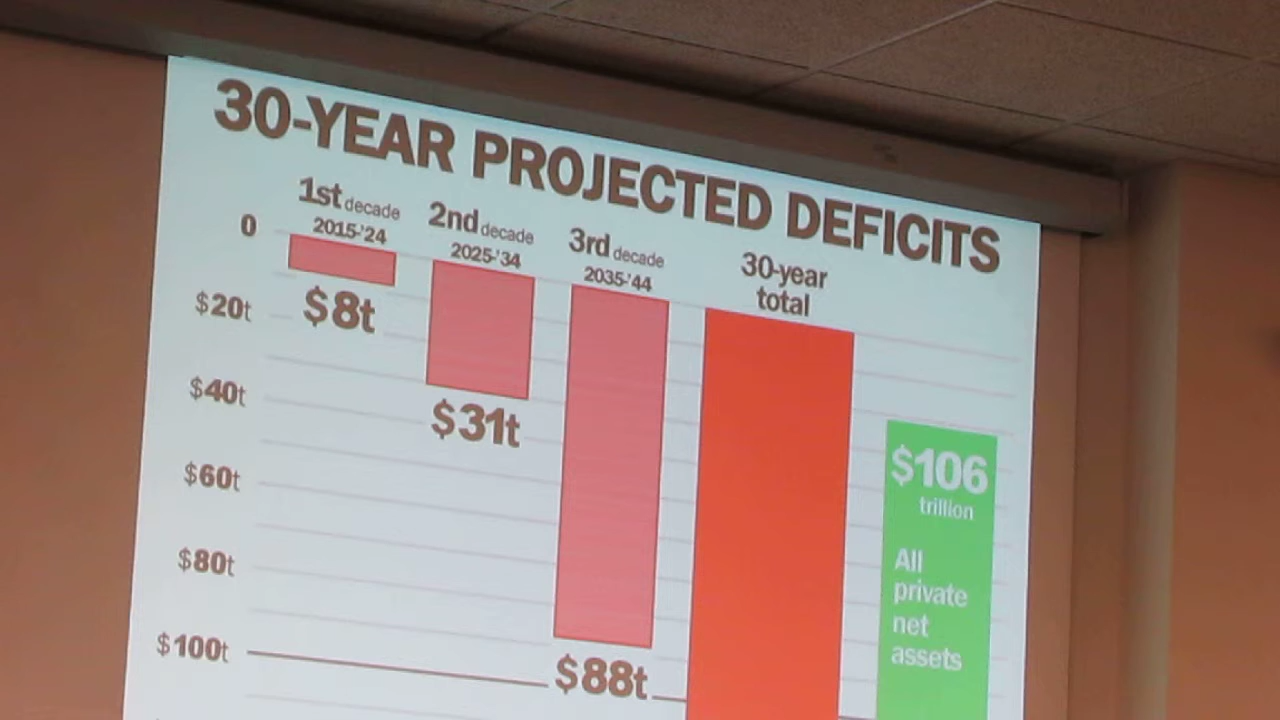 30-YEAR PROJECTED DEFICITS
1st decade
2015-'24
2nd decade
2025-'34
3rd decade
2035-'44
30-year
total
0
$20t
$40t
$60t
$80t
$100t
$8t
$31t
$88t
$106
trillion
All
private
net
assets